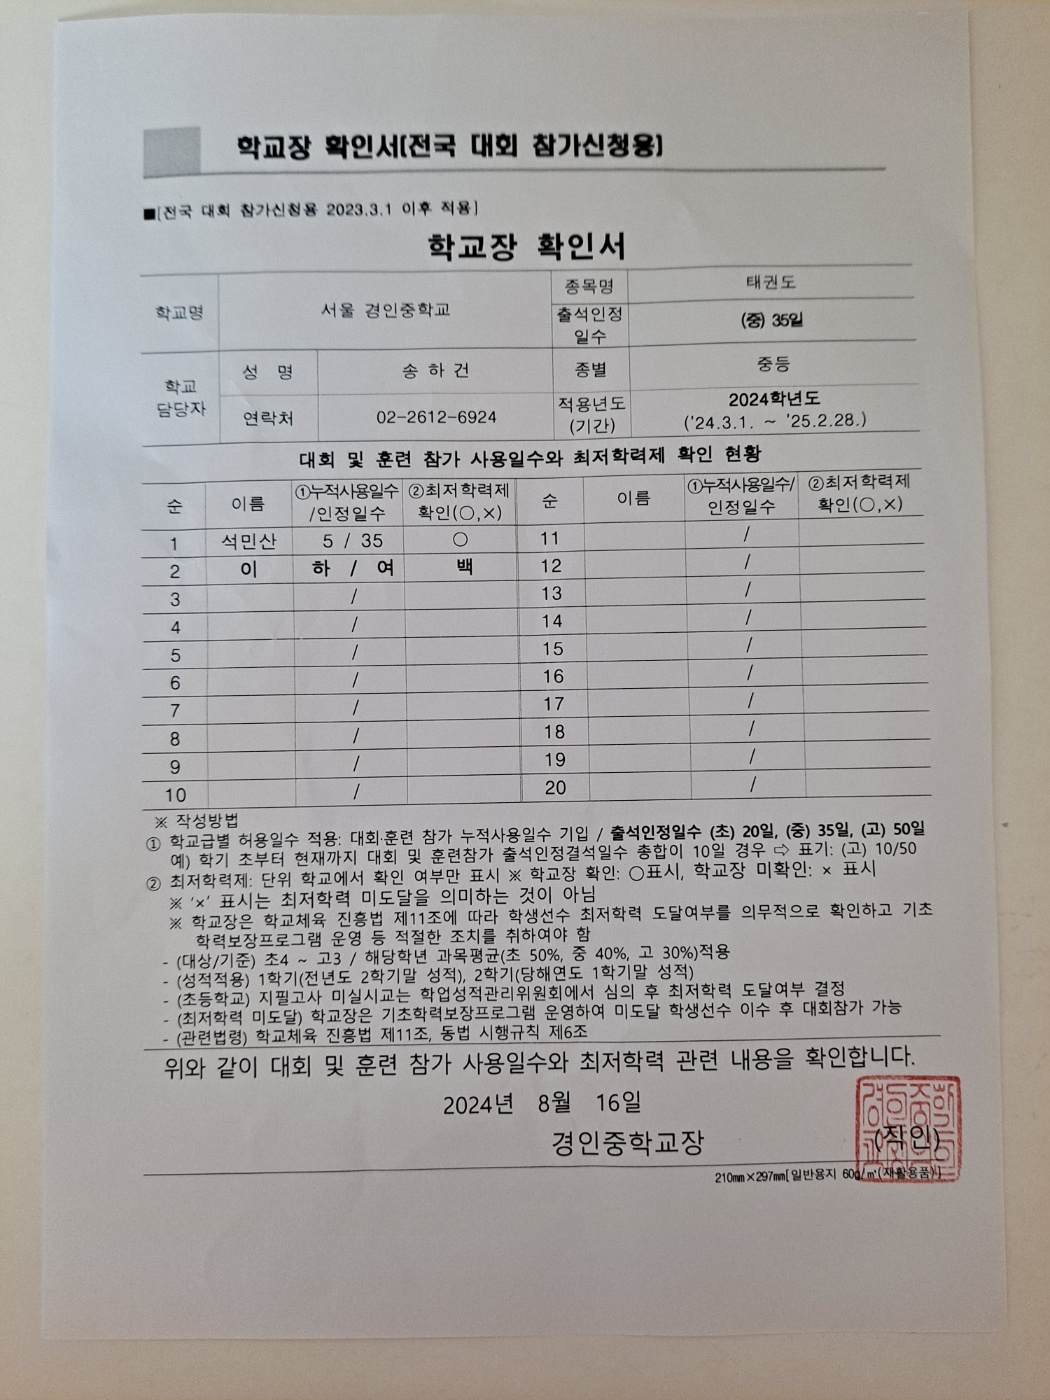 학교장 확인서(전국 대회 참가신청용)
■[전국 대회 참가신청용 2023.3.1 이후 적용]
학교장 확인서
학교명 서울 경인중학교 종목명 태권도
출석인정 일수 (중) 35일
학교 담당자 성 명 송 하 건 종별 중등
연락처 02-2612-6924 적용년도 (기간) 2024학년도 ('24.3.1. ~ '25.2.28.)
대회 및 훈련 참가 사용일수와 최저학력제 확인 현황
순 이름 ①누적사용일수 /인정일수 ②최저학력제 확인(○,×) 순 이름 ①누적사용일수/ 인정일수 ②최저학력제 확인(○,×)
1 석민산 5 / 35 ○ 11 /
2 이 하 / 여 백 12 /
3 / 13 /
4 / 14 /
5 / 15 /
6 / 16 /
7 / 17 /
8 / 18 /
9 / 19 /
10 / 20 /
※ 작성방법
① 학교급별 허용일수 적용: 대회·훈련 참가 누적사용일수 기입 / 출석인정일수 (초) 20일, (중) 35일, (고) 50일
예) 학기 초부터 현재까지 대회 및 훈련참가 출석인정결석일수 총합이 10일 경우 ⇨ 표기: (고) 10/50
② 최저학력제: 단위 학교에서 확인 여부만 표시 ※ 학교장 확인: ○표시, 학교장 미확인: × 표시
※ '×' 표시는 최저학력 미도달을 의미하는 것이 아님
※ 학교장은 학교체육 진흥법 제11조에 따라 학생선수 최저학력 도달여부를 의무적으로 확인하고 기초
학력보장프로그램 운영 등 적절한 조치를 취하여야 함
- (대상/기준) 초4 ~ 고3 / 해당학년 과목평균(초 50%, 중 40%, 고 30%)적용
- (성적적용) 1학기(전년도 2학기말 성적), 2학기(당해연도 1학기말 성적)
- (초등학교) 지필고사 미실시교는 학업성적관리위원회에서 심의 후 최저학력 도달여부 결정
- (최저학력 미도달) 학교장은 기초학력보장프로그램 운영하여 미도달 학생선수 이수 후 대회참가 가능
- (관련법령) 학교체육 진흥법 제11조, 동법 시행규칙 제6조
위와 같이 대회 및 훈련 참가 사용일수와 최저학력 관련 내용을 확인합니다.
2024년 8월 16일
경인중학교장 (직인)
210㎜×297㎜[일반용지 60g/㎡(재활용품)]